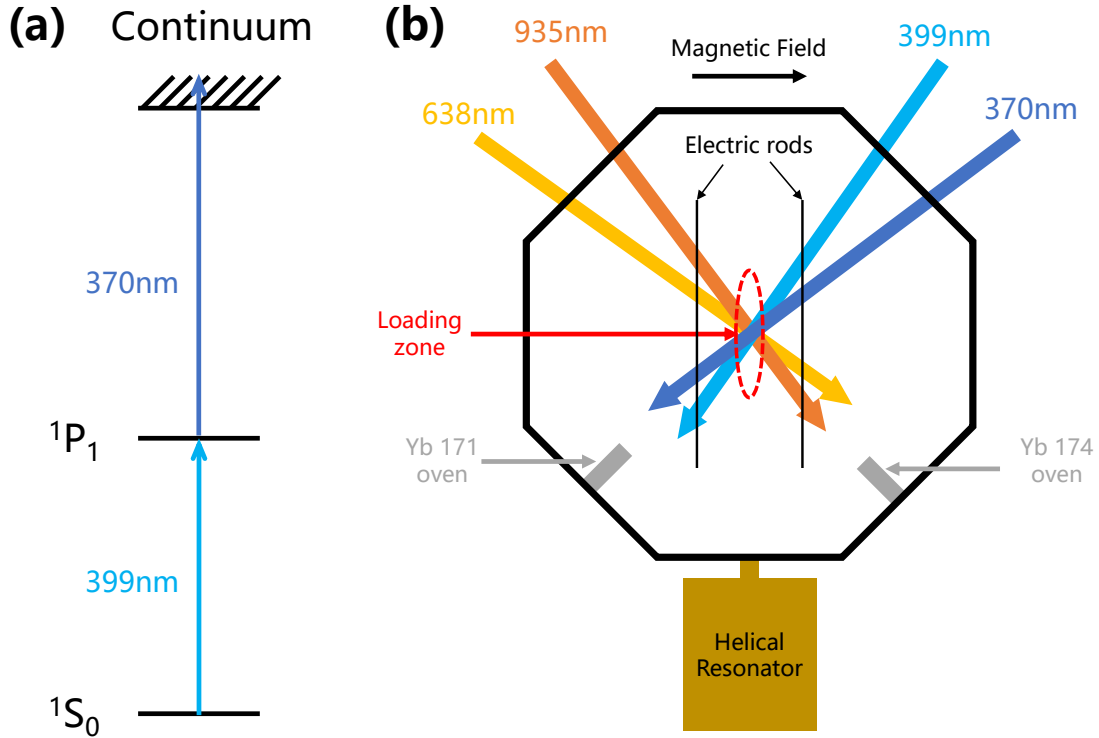 (a) Continuum
370nm
¹P₁
399nm
¹S₀
(b)
935nm
Magnetic Field
399nm
638nm
370nm
Electric rods
Loading
zone
Yb 171
oven
Yb 174
oven
Helical
Resonator